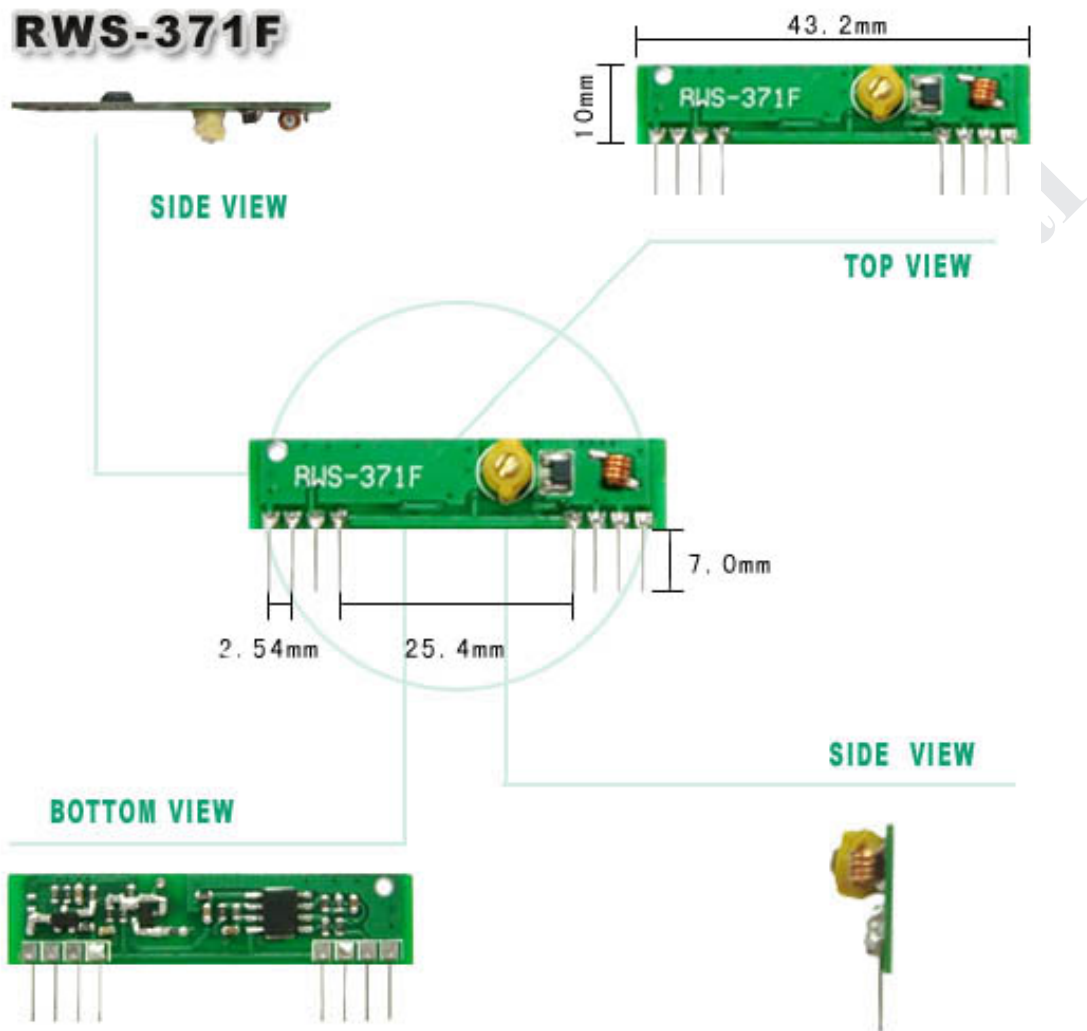 RWS-371F
43.2mm
10mm
RWS-371F
SIDE VIEW
TOP VIEW
RWS-371F
7.0mm
2.54mm
25.4mm
SIDE VIEW
BOTTOM VIEW